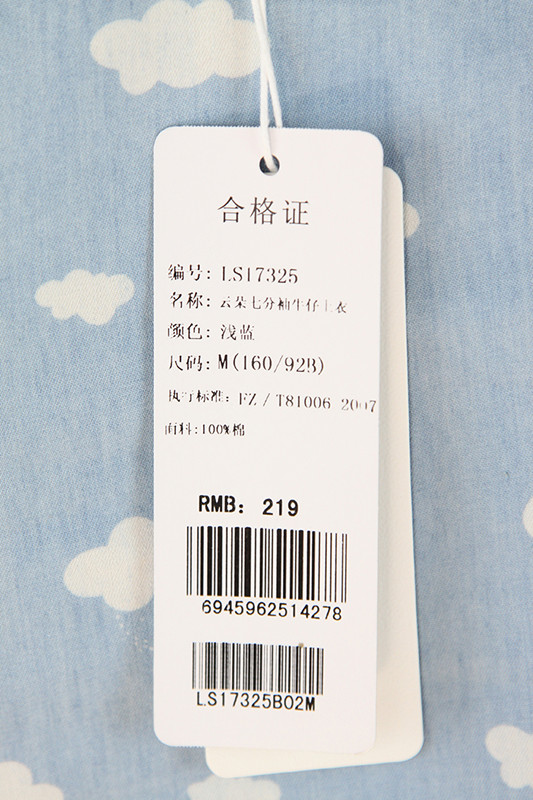 合格证
编号: LS17325
名称: 云朵七分袖牛仔上衣
颜色: 浅蓝
尺码: M(160/92B)
执行标准: FZ/T81006 2007
面料:100%棉
RMB: 219
6945962514278
LS17325B02M